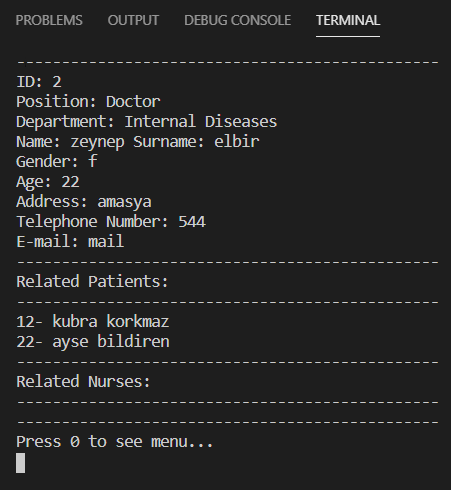 PROBLEMS OUTPUT DEBUG CONSOLE TERMINAL
-----------------------------------------------
ID: 2
Position: Doctor
Department: Internal Diseases
Name: zeynep Surname: elbir
Gender: f
Age: 22
Address: amasya
Telephone Number: 544
E-mail: mail
-----------------------------------------------
Related Patients:
-----------------------------------------------
12- kubra korkmaz
22- ayse bildiren
-----------------------------------------------
Related Nurses:
-----------------------------------------------
-----------------------------------------------
Press 0 to see menu...